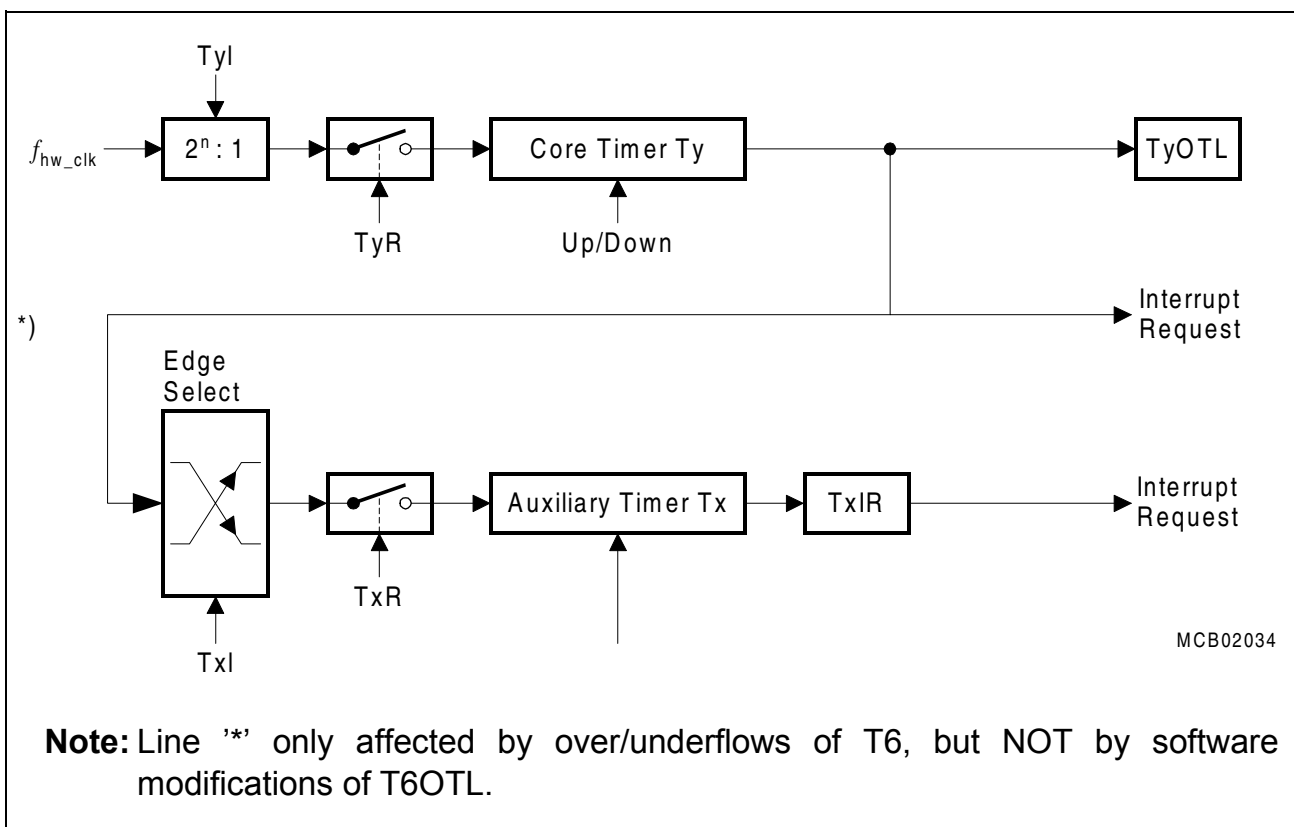 TyI
f hw_clk
2ⁿ : 1
Core Timer Ty
TyOTL
TyR
Up/Down
*)
Interrupt
Request
Edge
Select
Auxiliary Timer Tx
TxIR
Interrupt
Request
TxR
TxI
MCB02034
Note: Line ’*’ only affected by over/underflows of T6, but NOT by software
modifications of T6OTL.